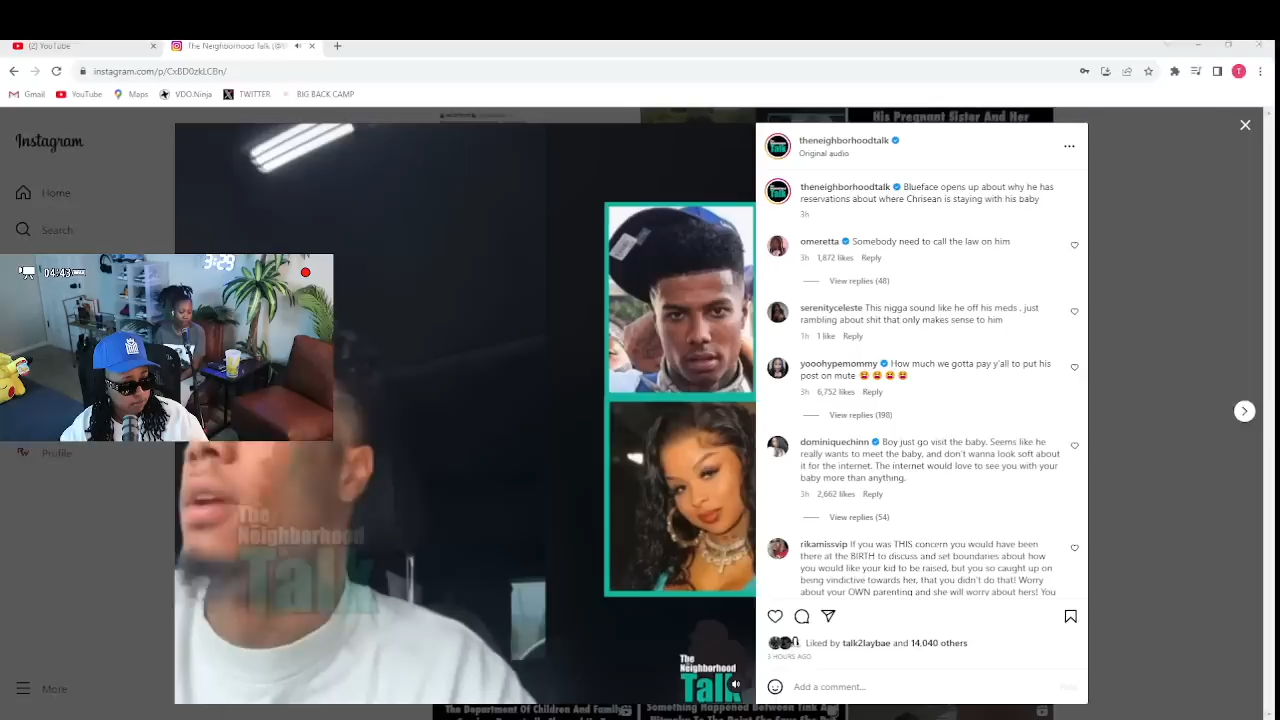 (2) YouTube
The Neighborhood Talk (@
instagram.com/p/CxBD0zkLCBn/
Gmail YouTube Maps VDO.Ninja TWITTER BIG BACK CAMP
His Pregnant Sister And Her
Instagram
Home
Search
Profile
More
04:43
3:29
The
Neighborhood
Talk
The
Neighborhood
Talk
theneighborhoodtalk
Original audio
theneighborhoodtalk Blueface opens up about why he has
reservations about where Chrisean is staying with his baby
3h
omeretta Somebody need to call the law on him
3h 1,872 likes Reply
View replies (48)
serenityceleste This nigga sound like he off his meds , just
rambling about shit that only makes sense to him
1h 1 like Reply
yooohypemommy How much we gotta pay y'all to put his
post on mute 😫 😫 😫 😫
3h 6,752 likes Reply
View replies (198)
dominiquechinn Boy just go visit the baby. Seems like he
really wants to meet the baby, and don't wanna look soft about
it for the internet. The internet would love to see you with your
baby more than anything.
3h 2,662 likes Reply
View replies (54)
rikamissvip If you was THIS concern you would have been
there at the BIRTH to discuss and set boundaries about how
you would like your kid to be raised, but you so caught up on
being vindictive towards her, that you didn't do that! Worry
about your OWN parenting and she will worry about hers! You
Liked by talk2laybae and 14,040 others
3 HOURS AGO
Add a comment...
Post
The Department Of Children And Family
Something Happened Between Tink And